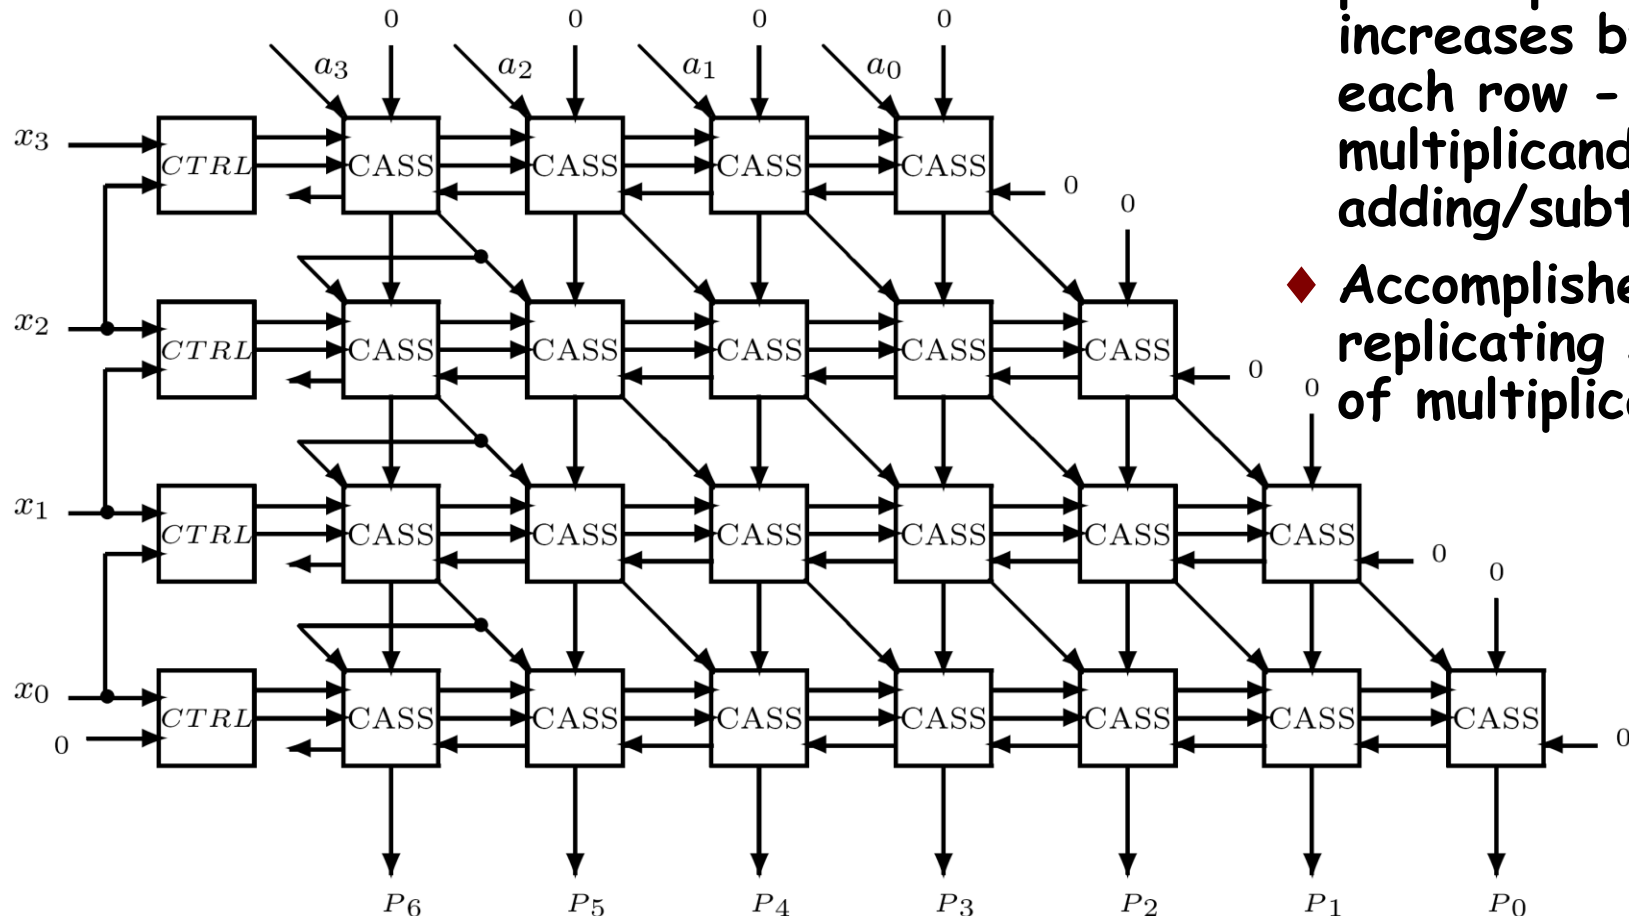 0 0 0 0
a3 a2 a1 a0
x3 CTRL CASS CASS CASS CASS 0
0
x2 CTRL CASS CASS CASS CASS CASS 0
0
x1 CTRL CASS CASS CASS CASS CASS CASS 0
0
x0 CTRL CASS CASS CASS CASS CASS CASS CASS 0
0
P6 P5 P4 P3 P2 P1 P0
increases b
each row -
multiplicand
adding/subt
♦ Accomplishe
replicating
of multiplic